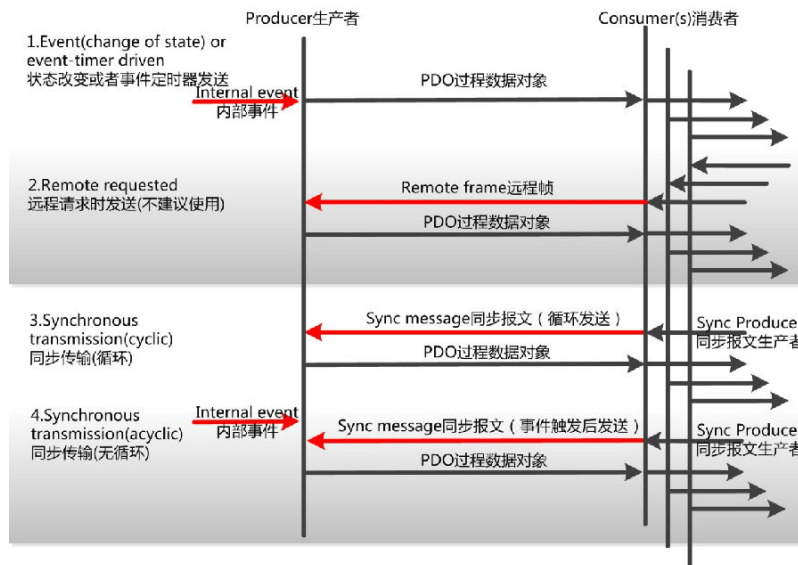 Producer生产者
Consumer(s)消费者
1.Event(change of state) or
event-timer driven
状态改变或者事件定时器发送
Internal event
内部事件
PDO过程数据对象
2.Remote requested
远程请求时发送(不建议使用)
Remote frame远程帧
PDO过程数据对象
3.Synchronous
transmission(cyclic)
同步传输(循环)
Sync message同步报文（循环发送）
Sync Produce
同步报文生产者
PDO过程数据对象
4.Synchronous
transmission(acyclic)
同步传输(无循环)
Internal event
内部事件
Sync message同步报文（事件触发后发送）
Sync Produce
同步报文生产者
PDO过程数据对象